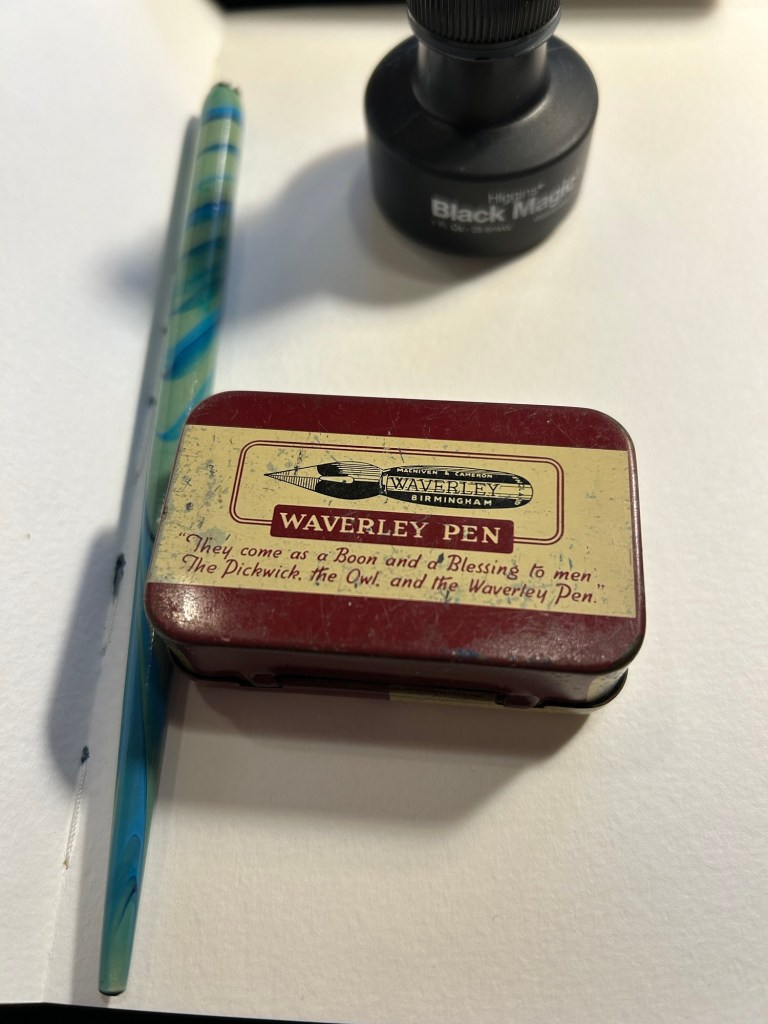 Higgins
Black Magic
MACNIVEN & CAMERON
WAVERLEY
BIRMINGHAM
WAVERLEY PEN
"They come as a Boon and a Blessing to men
The Pickwick. the Owl. and the Waverley Pen."